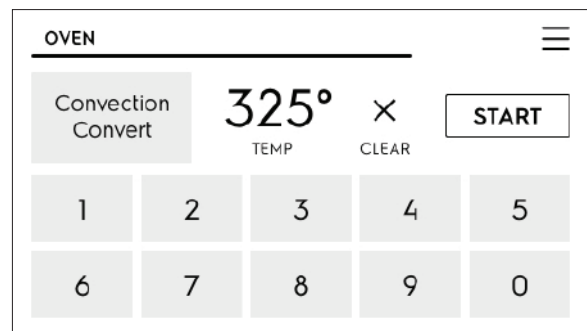 OVEN
Convection
Convert
325°
TEMP
×
CLEAR
START
1 2 3 4 5
6 7 8 9 0